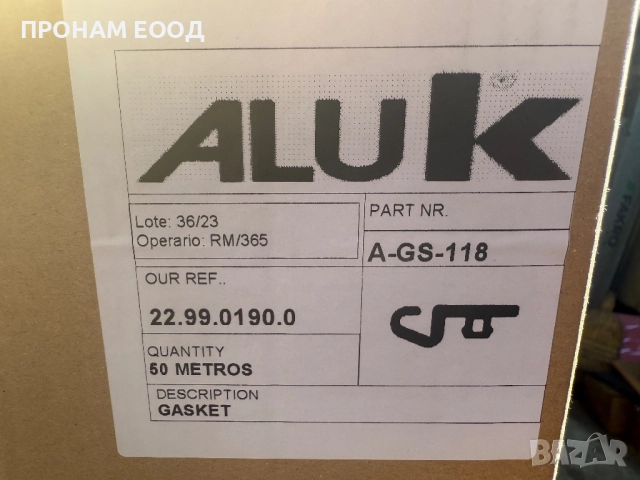 ПРОНАМ ЕООД
ALUK
Lote: 36/23
Operario: RM/365
PART NR.
A-GS-118
OUR REF..
22.99.0190.0
QUANTITY
50 METROS
DESCRIPTION
GASKET
BAZAR